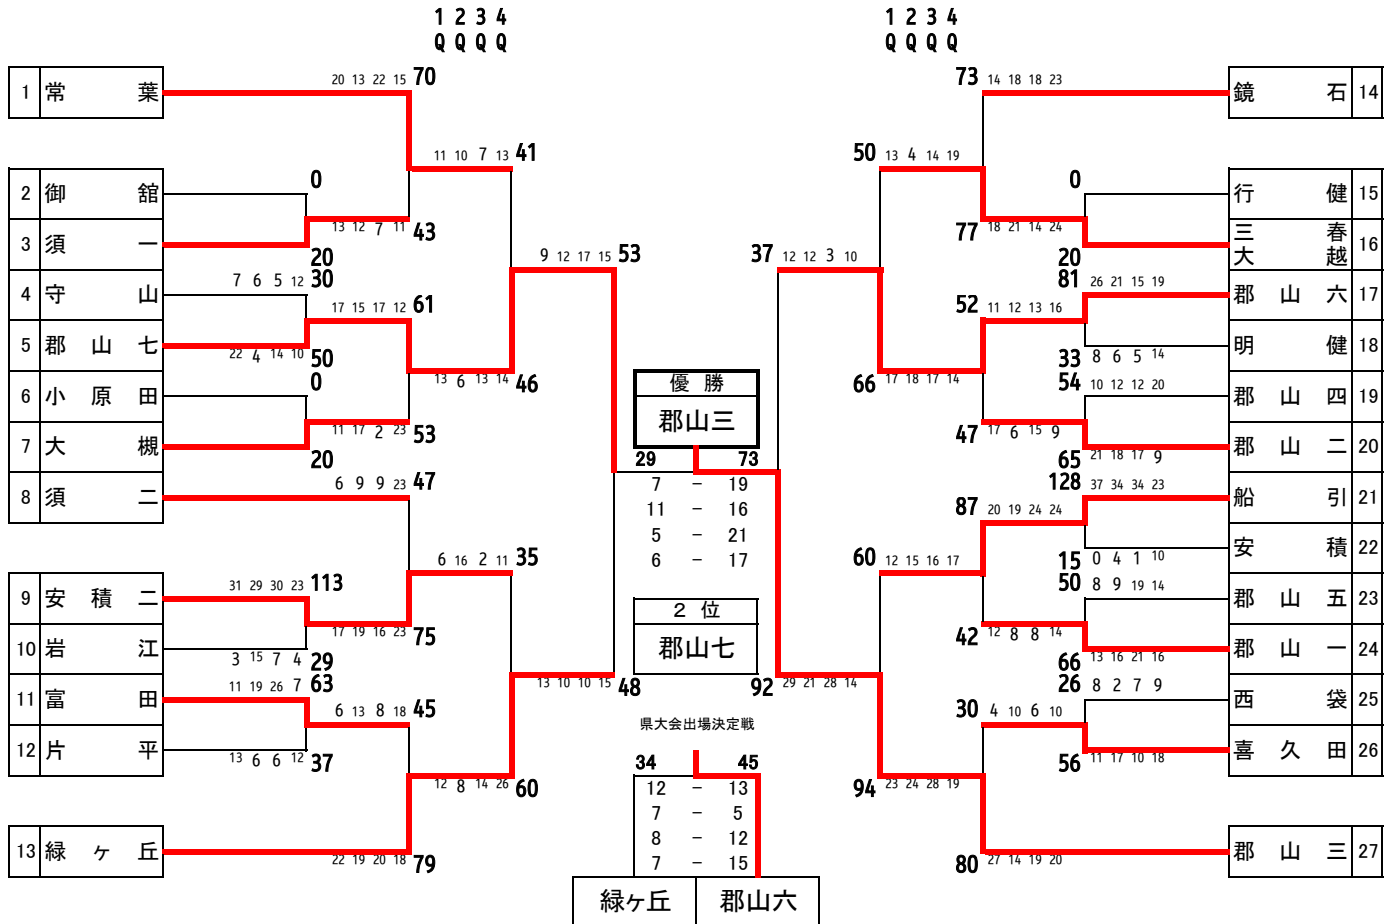 1 2 3 4 1 2 3 4
Q Q Q Q Q Q Q Q
1 常 葉 20 13 22 15 70 73 14 18 18 23 鏡 石 14
11 10 7 13 41 50 13 4 14 19
2 御 舘 0 0 行 健 15
13 12 7 11 43 77 18 21 14 24
3 須 一 20 20 三 春 大 越 16
9 12 17 15 53 37 12 12 3 10
4 守 山 7 6 5 12 30 81 26 21 15 19 郡 山 六 17
17 15 17 12 61 52 11 12 13 16
5 郡 山 七 22 4 14 10 50 33 8 6 5 14 明 健 18
13 6 13 14 46 66 17 18 17 14
6 小 原 田 0 54 10 12 12 20 郡 山 四 19
優 勝
郡山三
11 17 2 23 53 47 17 6 15 9
7 大 槻 20 65 21 18 17 9 郡 山 二 20
29 73
8 須 二 6 9 9 23 47 128 37 34 34 23 船 引 21
7 － 19
11 － 16
5 － 21
6 － 17
87 20 19 24 24
15 0 4 1 10 安 積 22
6 16 2 11 35 60 12 15 16 17
9 安 積 二 31 29 30 23 113 50 8 9 19 14 郡 山 五 23
2 位
郡山七
17 19 16 23 75 42 12 8 8 14
10 岩 江 3 15 7 4 29 66 13 16 21 16 郡 山 一 24
13 10 10 15 48 92 29 21 28 14
11 富 田 11 19 26 7 63 26 8 2 7 9 西 袋 25
6 13 8 18 45 30 4 10 6 10
県大会出場決定戦
12 片 平 13 6 6 12 37 56 11 17 10 18 喜 久 田 26
34 45
12 8 14 26 60 94 23 24 28 19
12 － 13
7 － 5
8 － 12
7 － 15
13 緑 ヶ 丘 22 19 20 18 79 80 27 14 19 20 郡 山 三 27
緑ヶ丘 郡山六